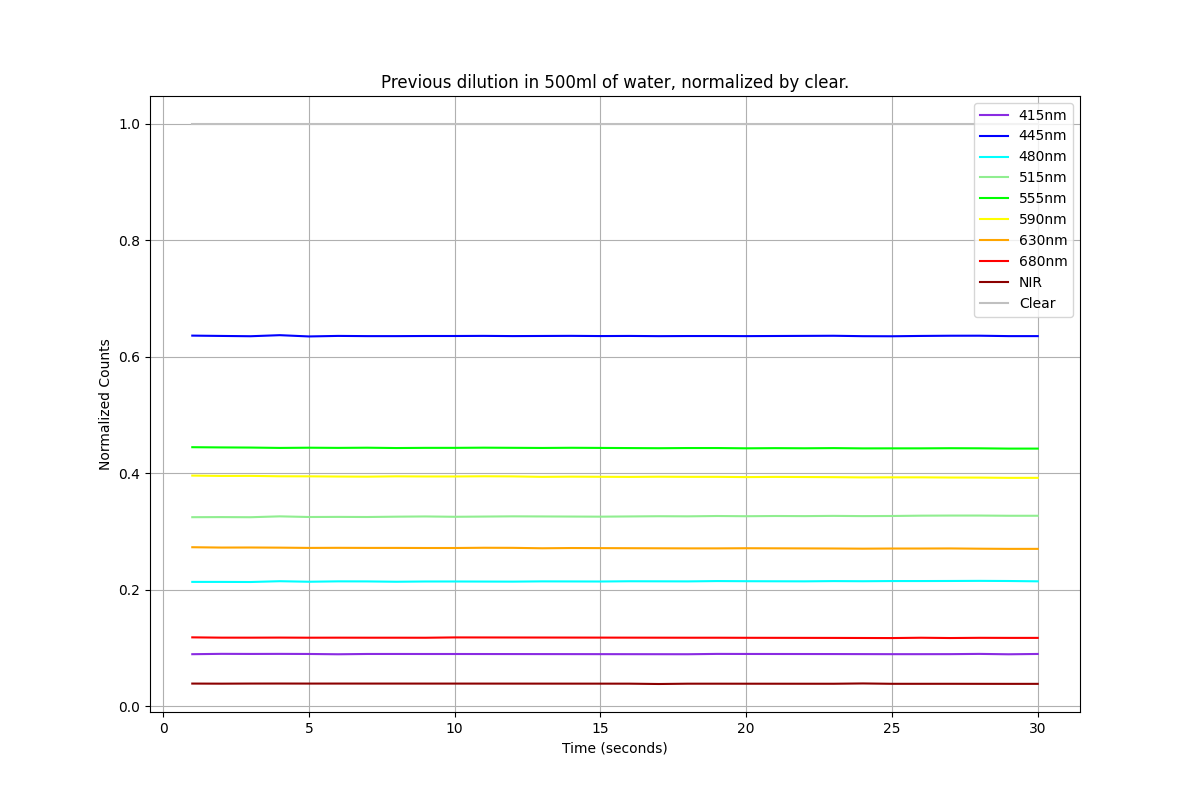 Previous dilution in 500ml of water, normalized by clear.
1.0
0.8
0.6
0.4
0.2
0.0
Normalized Counts
0 5 10 15 20 25 30
Time (seconds)
415nm
445nm
480nm
515nm
555nm
590nm
630nm
680nm
NIR
Clear